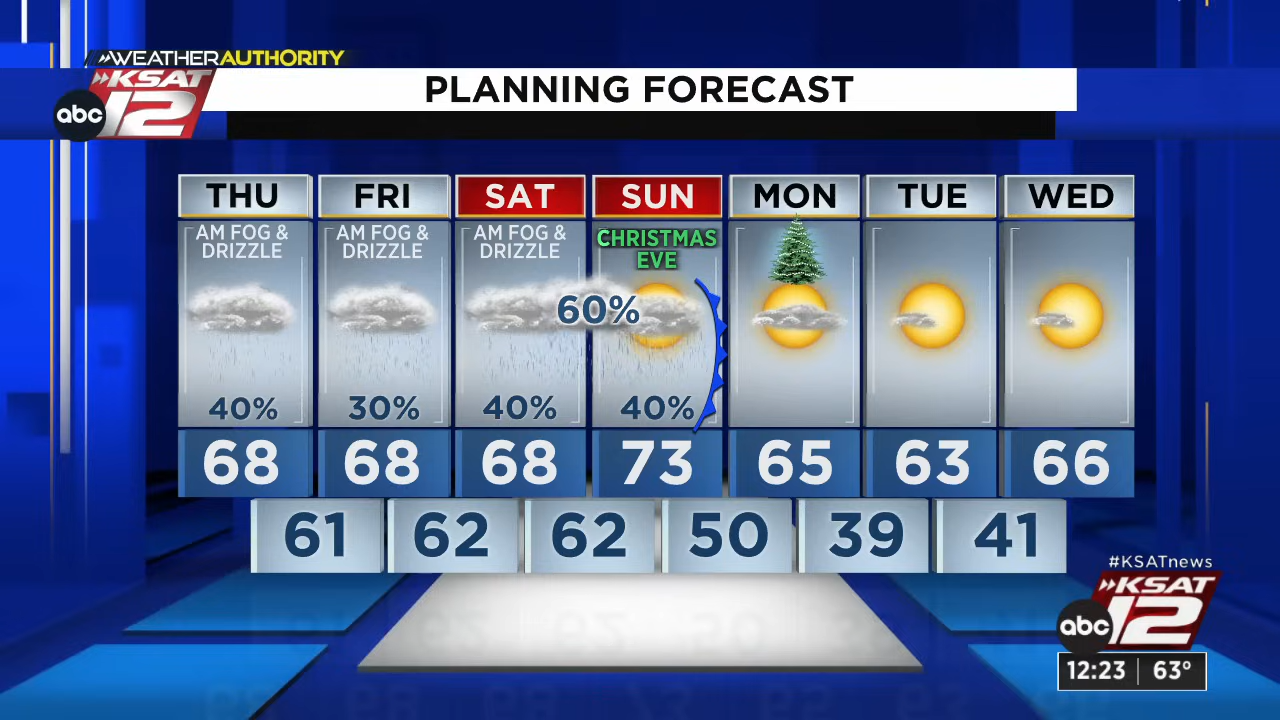 WEATHER AUTHORITY
KSAT
abc 12
PLANNING FORECAST
THU FRI SAT SUN MON TUE WED
AM FOG & DRIZZLE AM FOG & DRIZZLE AM FOG & DRIZZLE CHRISTMAS EVE
60%
40% 30% 40% 40%
68 68 68 73 65 63 66
61 62 62 50 39 41
#KSATnews
KSAT
abc 12
12:23 63°